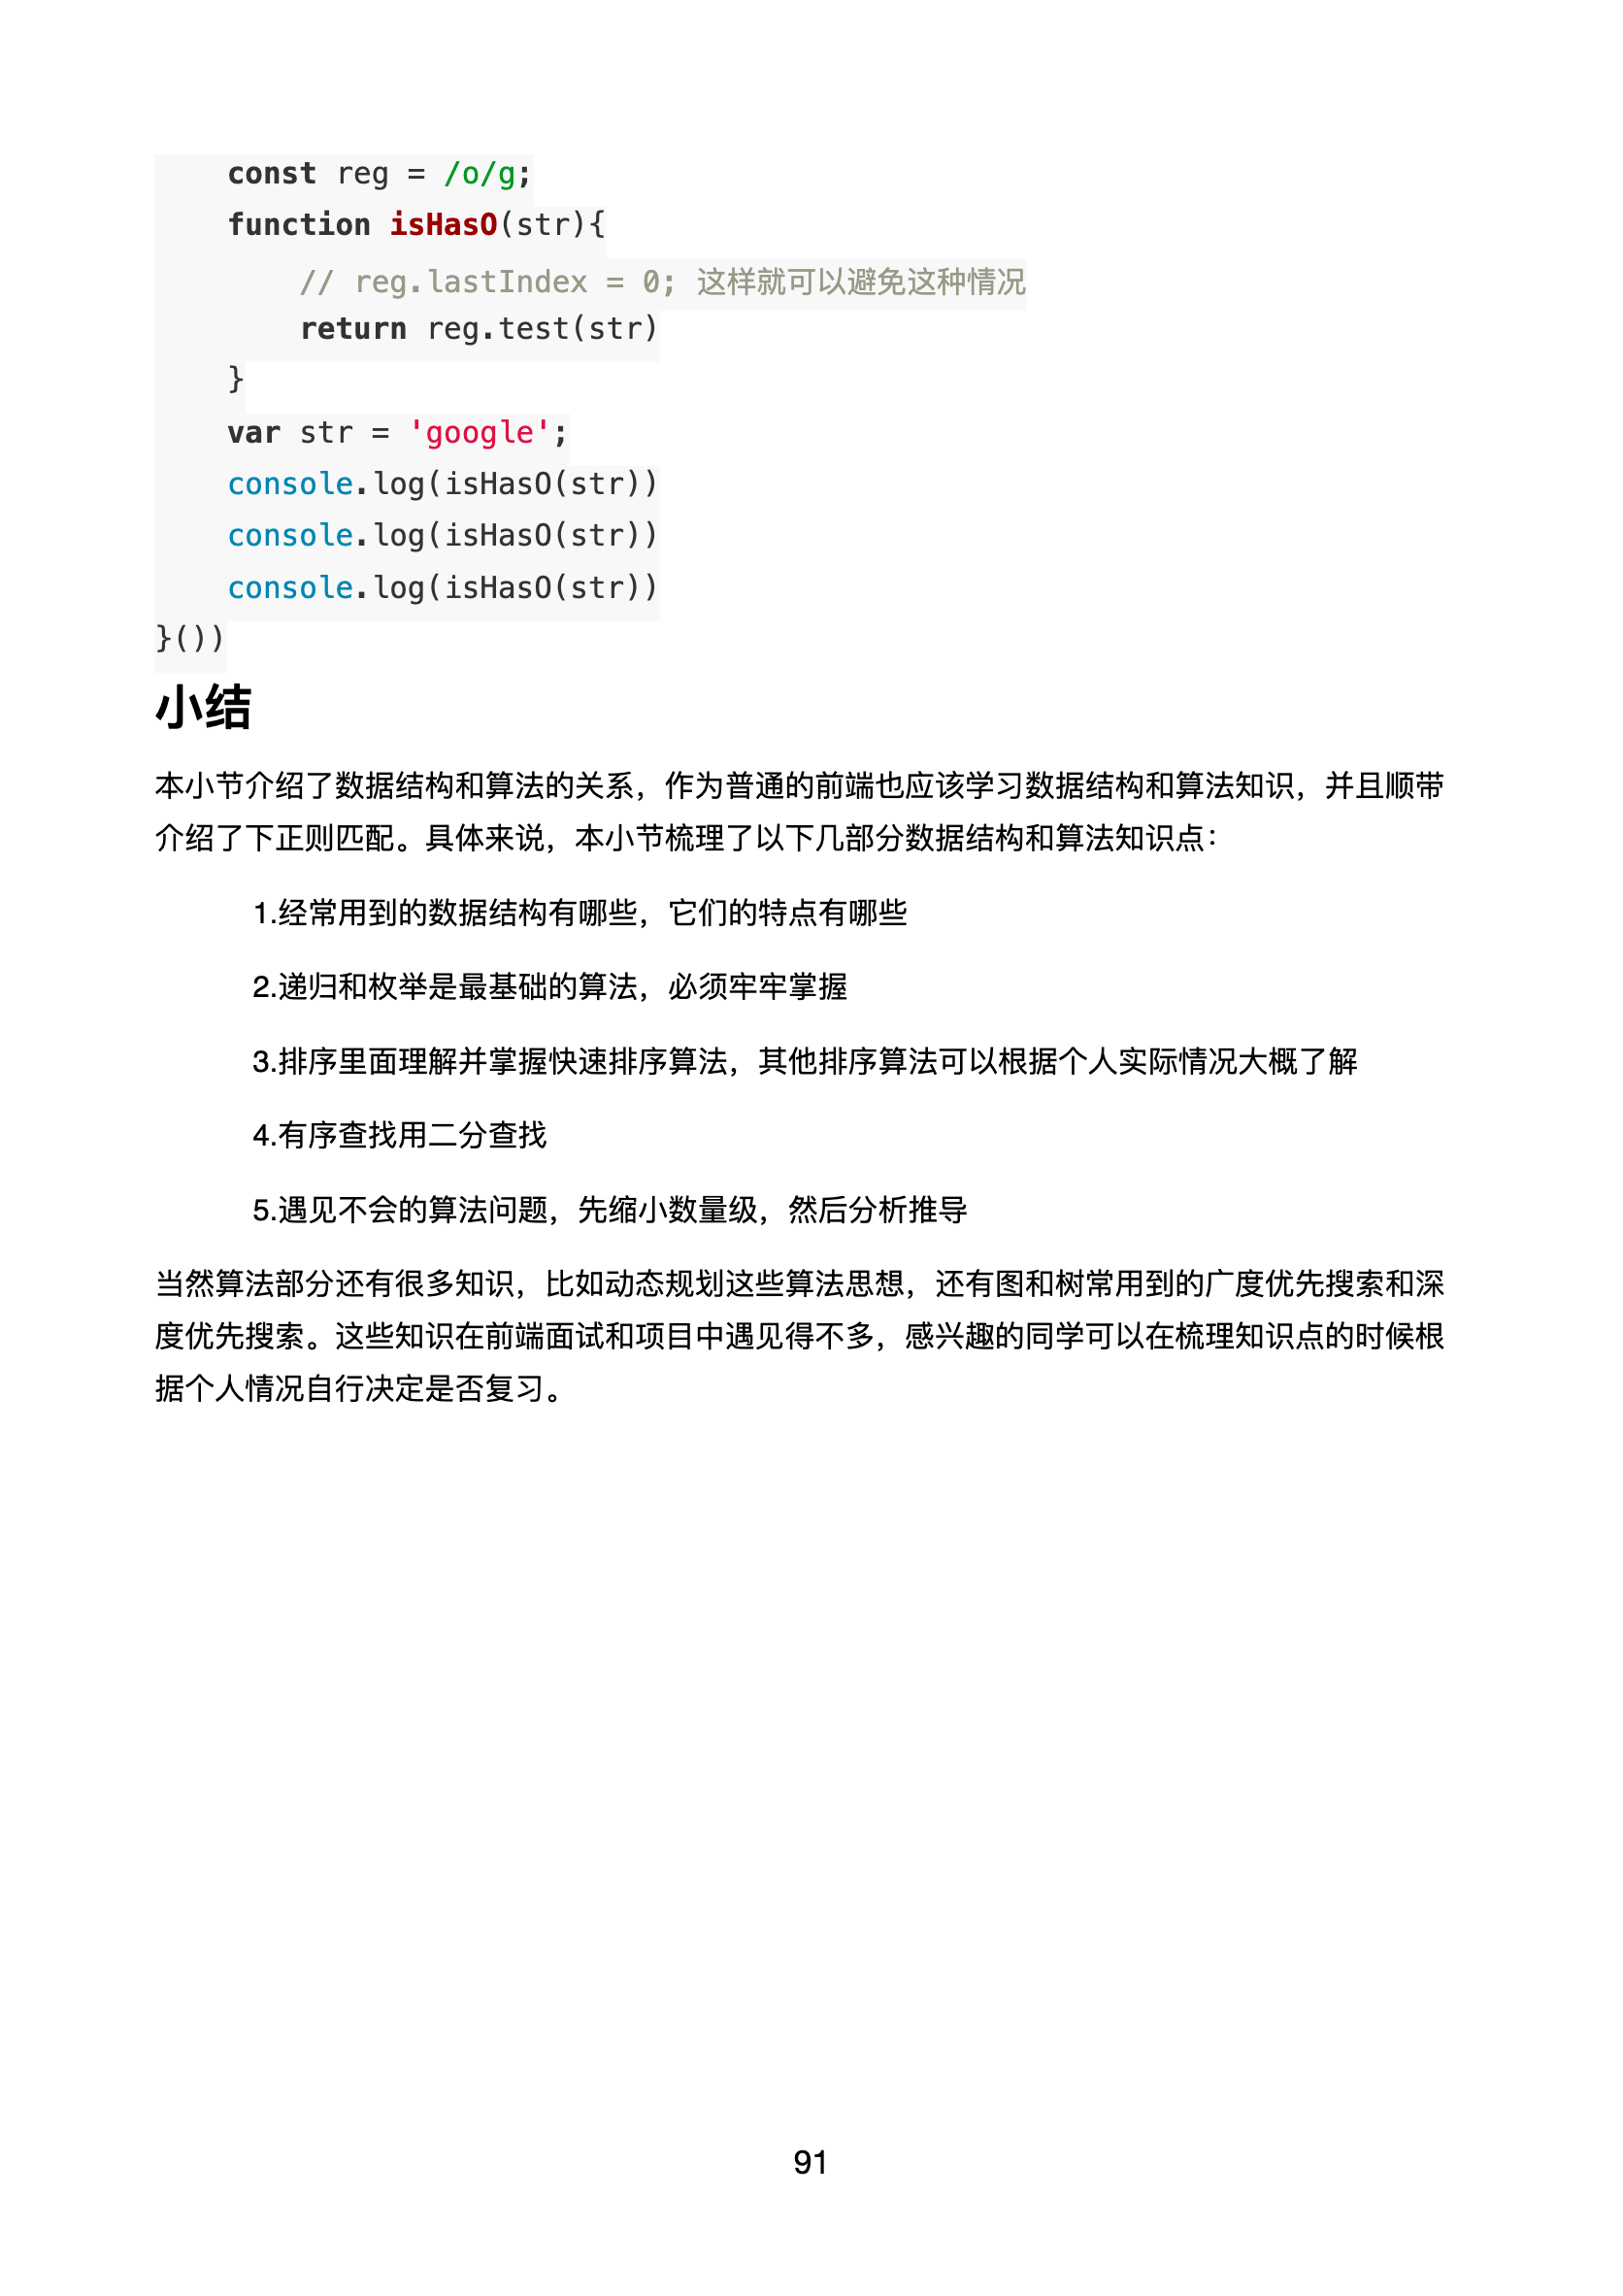 const reg = /o/g;
function isHasO(str){
// reg.lastIndex = 0; 这样就可以避免这种情况
return reg.test(str)
}
var str = 'google';
console.log(isHasO(str))
console.log(isHasO(str))
console.log(isHasO(str))
}())
小结
本小节介绍了数据结构和算法的关系，作为普通的前端也应该学习数据结构和算法知识，并且顺带
介绍了下正则匹配。具体来说，本小节梳理了以下几部分数据结构和算法知识点：
1.经常用到的数据结构有哪些，它们的特点有哪些
2.递归和枚举是最基础的算法，必须牢牢掌握
3.排序里面理解并掌握快速排序算法，其他排序算法可以根据个人实际情况大概了解
4.有序查找用二分查找
5.遇见不会的算法问题，先缩小数量级，然后分析推导
当然算法部分还有很多知识，比如动态规划这些算法思想，还有图和树常用到的广度优先搜索和深
度优先搜索。这些知识在前端面试和项目中遇见得不多，感兴趣的同学可以在梳理知识点的时候根
据个人情况自行决定是否复习。
91